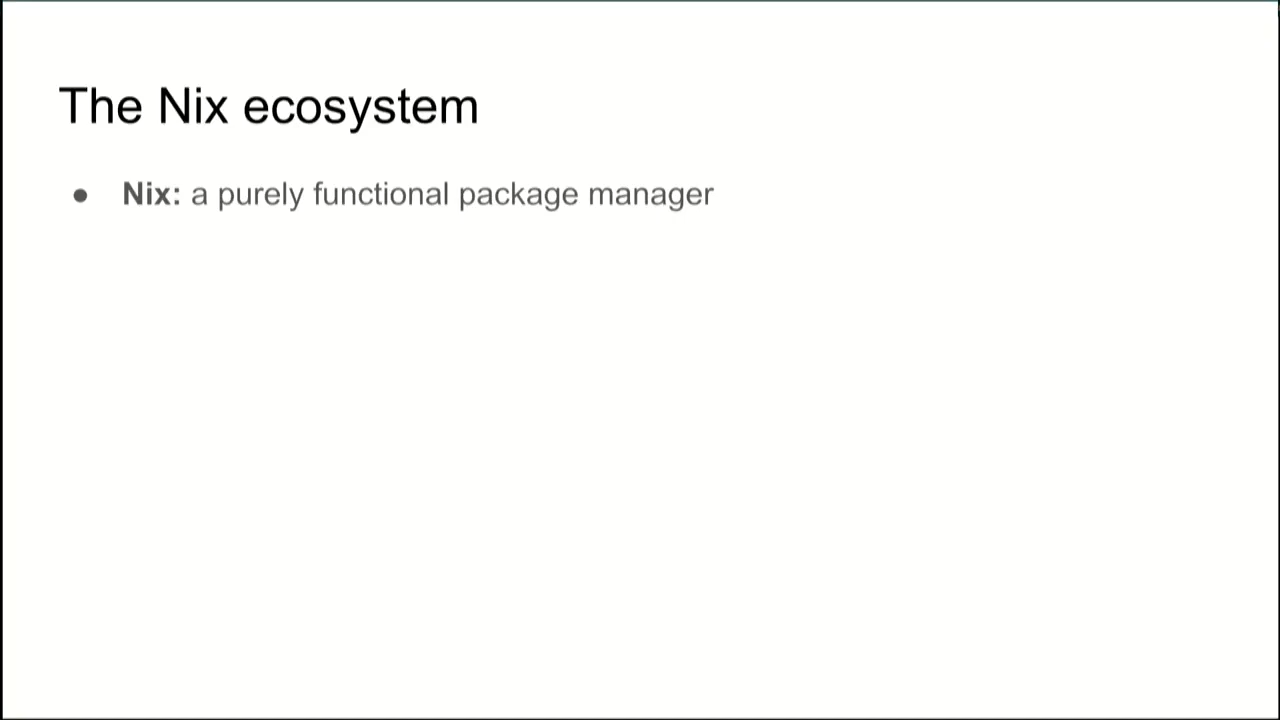 The Nix ecosystem
● Nix: a purely functional package manager